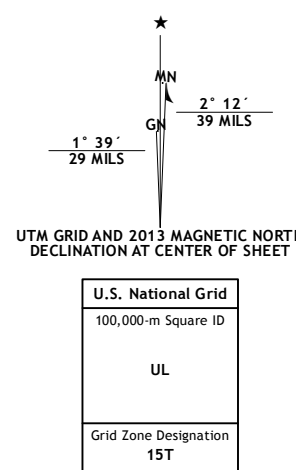 ★
MN
GN
2° 12´
39 MILS
1° 39´
29 MILS
UTM GRID AND 2013 MAGNETIC NORTH
DECLINATION AT CENTER OF SHEET
U.S. National Grid
100,000-m Square ID
UL
Grid Zone Designation
15T